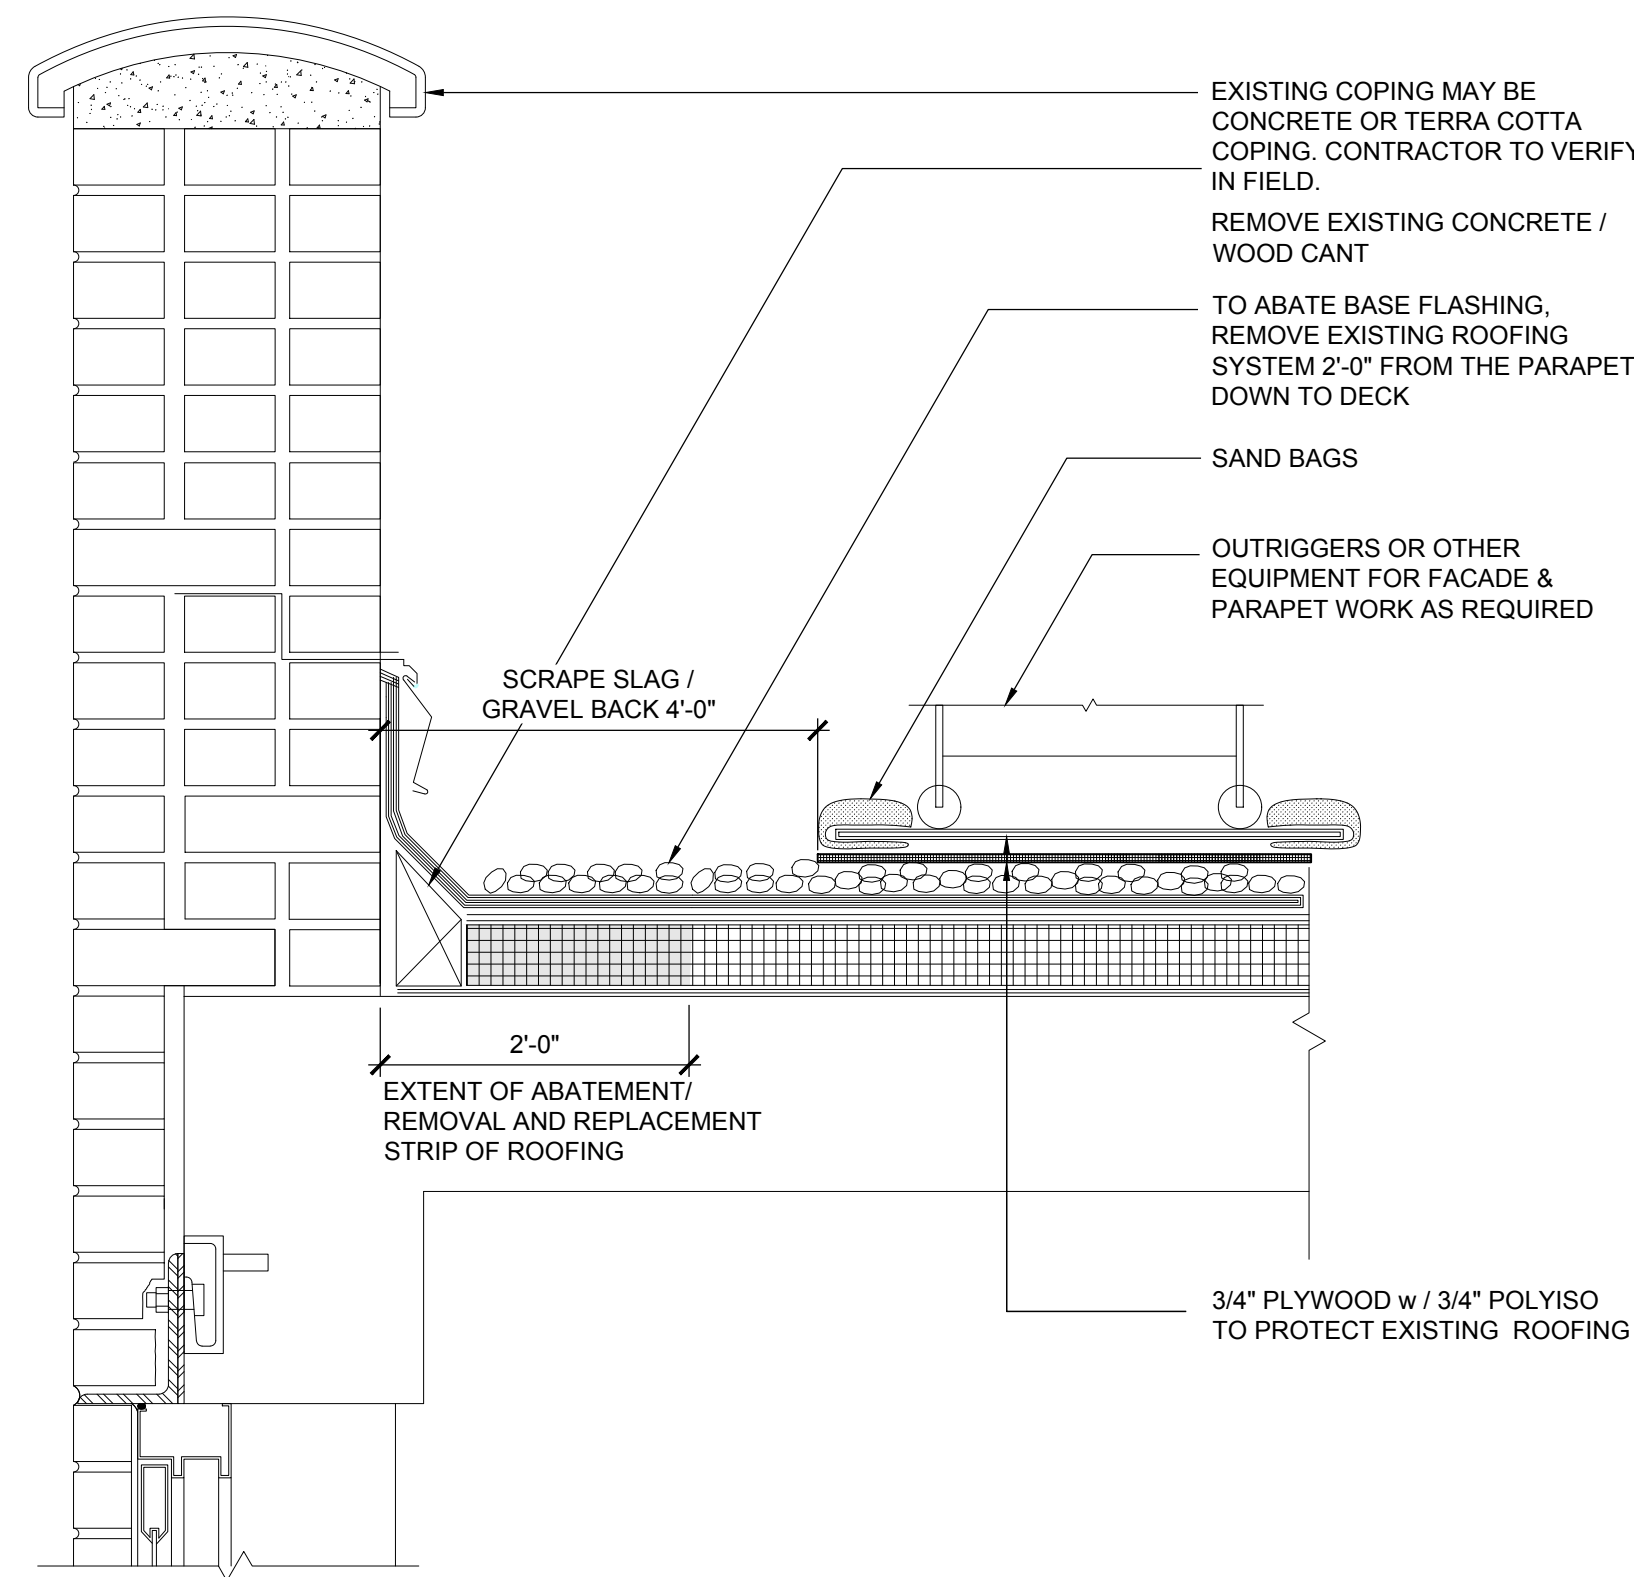 EXISTING COPING MAY BE
CONCRETE OR TERRA COTTA
COPING. CONTRACTOR TO VERIFY
IN FIELD.
REMOVE EXISTING CONCRETE /
WOOD CANT
TO ABATE BASE FLASHING,
REMOVE EXISTING ROOFING
SYSTEM 2'-0" FROM THE PARAPET
DOWN TO DECK
SAND BAGS
OUTRIGGERS OR OTHER
EQUIPMENT FOR FACADE &
PARAPET WORK AS REQUIRED
SCRAPE SLAG /
GRAVEL BACK 4'-0"
2'-0"
EXTENT OF ABATEMENT/
REMOVAL AND REPLACEMENT
STRIP OF ROOFING
3/4" PLYWOOD w / 3/4" POLYISO
TO PROTECT EXISTING ROOFING